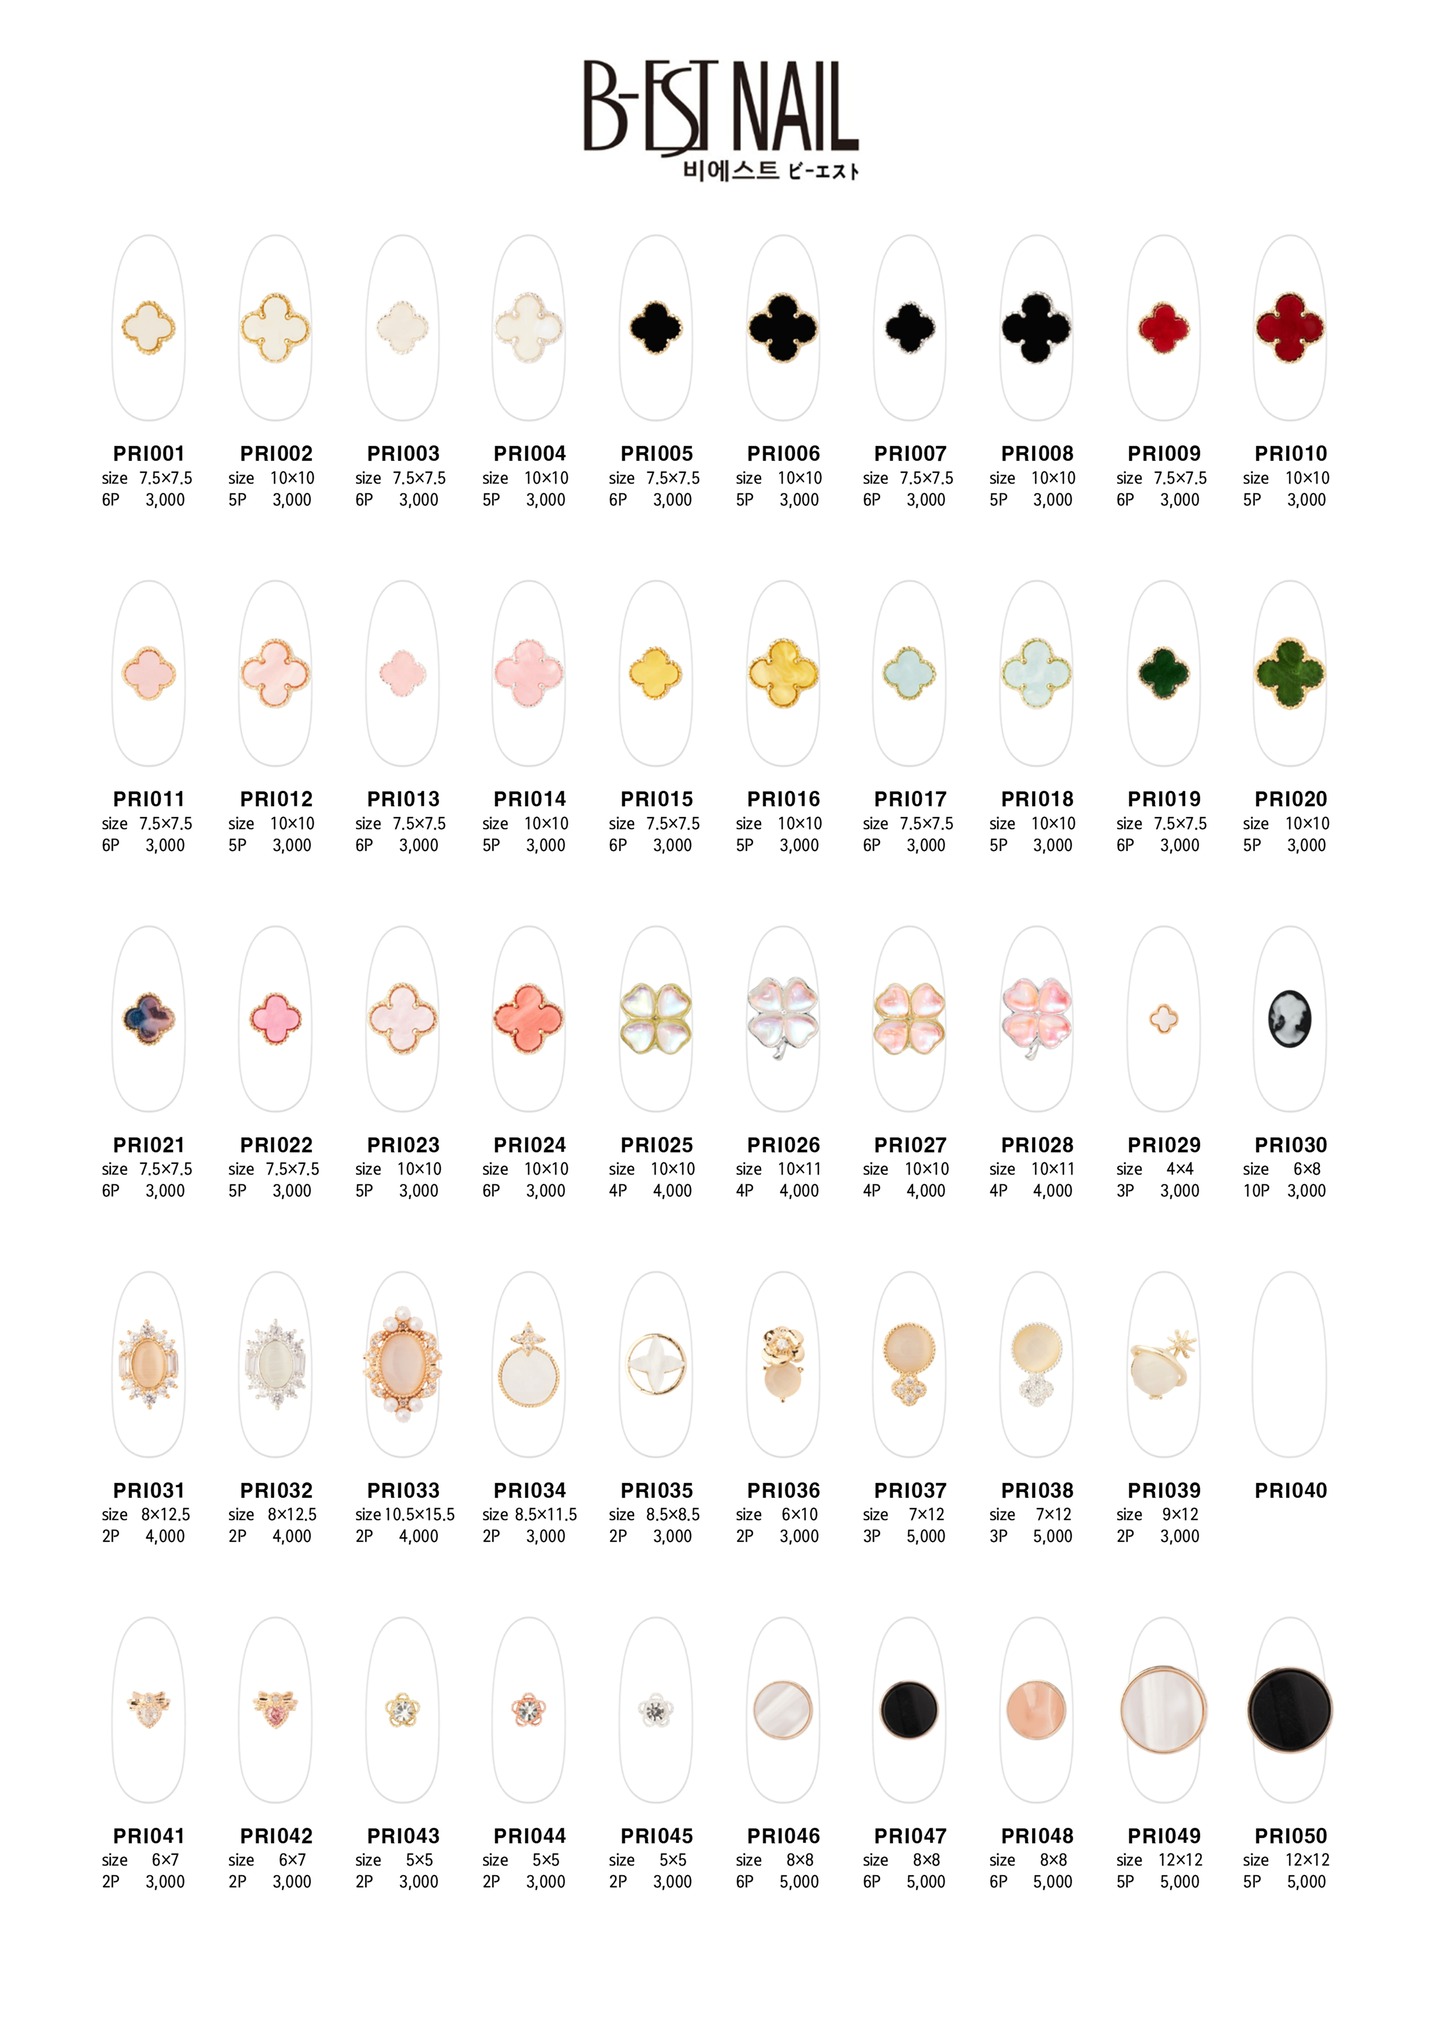 B-EST NAIL
비에스트 ビーエスト
PRI001 PRI002 PRI003 PRI004 PRI005 PRI006 PRI007 PRI008 PRI009 PRI010
size 7.5×7.5 size 10×10 size 7.5×7.5 size 10×10 size 7.5×7.5 size 10×10 size 7.5×7.5 size 10×10 size 7.5×7.5 size 10×10
6P 3,000 5P 3,000 6P 3,000 5P 3,000 6P 3,000 5P 3,000 6P 3,000 5P 3,000 6P 3,000 5P 3,000
PRI011 PRI012 PRI013 PRI014 PRI015 PRI016 PRI017 PRI018 PRI019 PRI020
size 7.5×7.5 size 10×10 size 7.5×7.5 size 10×10 size 7.5×7.5 size 10×10 size 7.5×7.5 size 10×10 size 7.5×7.5 size 10×10
6P 3,000 5P 3,000 6P 3,000 5P 3,000 6P 3,000 5P 3,000 6P 3,000 5P 3,000 6P 3,000 5P 3,000
PRI021 PRI022 PRI023 PRI024 PRI025 PRI026 PRI027 PRI028 PRI029 PRI030
size 7.5×7.5 size 7.5×7.5 size 10×10 size 10×10 size 10×10 size 10×11 size 10×10 size 10×11 size 4×4 size 6×8
6P 3,000 5P 3,000 5P 3,000 6P 3,000 4P 4,000 4P 4,000 4P 4,000 4P 4,000 3P 3,000 10P 3,000
PRI031 PRI032 PRI033 PRI034 PRI035 PRI036 PRI037 PRI038 PRI039 PRI040
size 8×12.5 size 8×12.5 size 10.5×15.5 size 8.5×11.5 size 8.5×8.5 size 6×10 size 7×12 size 7×12 size 9×12
2P 4,000 2P 4,000 2P 4,000 2P 3,000 2P 3,000 2P 3,000 3P 5,000 3P 5,000 2P 3,000
PRI041 PRI042 PRI043 PRI044 PRI045 PRI046 PRI047 PRI048 PRI049 PRI050
size 6×7 size 6×7 size 5×5 size 5×5 size 5×5 size 8×8 size 8×8 size 8×8 size 12×12 size 12×12
2P 3,000 2P 3,000 2P 3,000 2P 3,000 2P 3,000 6P 5,000 6P 5,000 6P 5,000 5P 5,000 5P 5,000